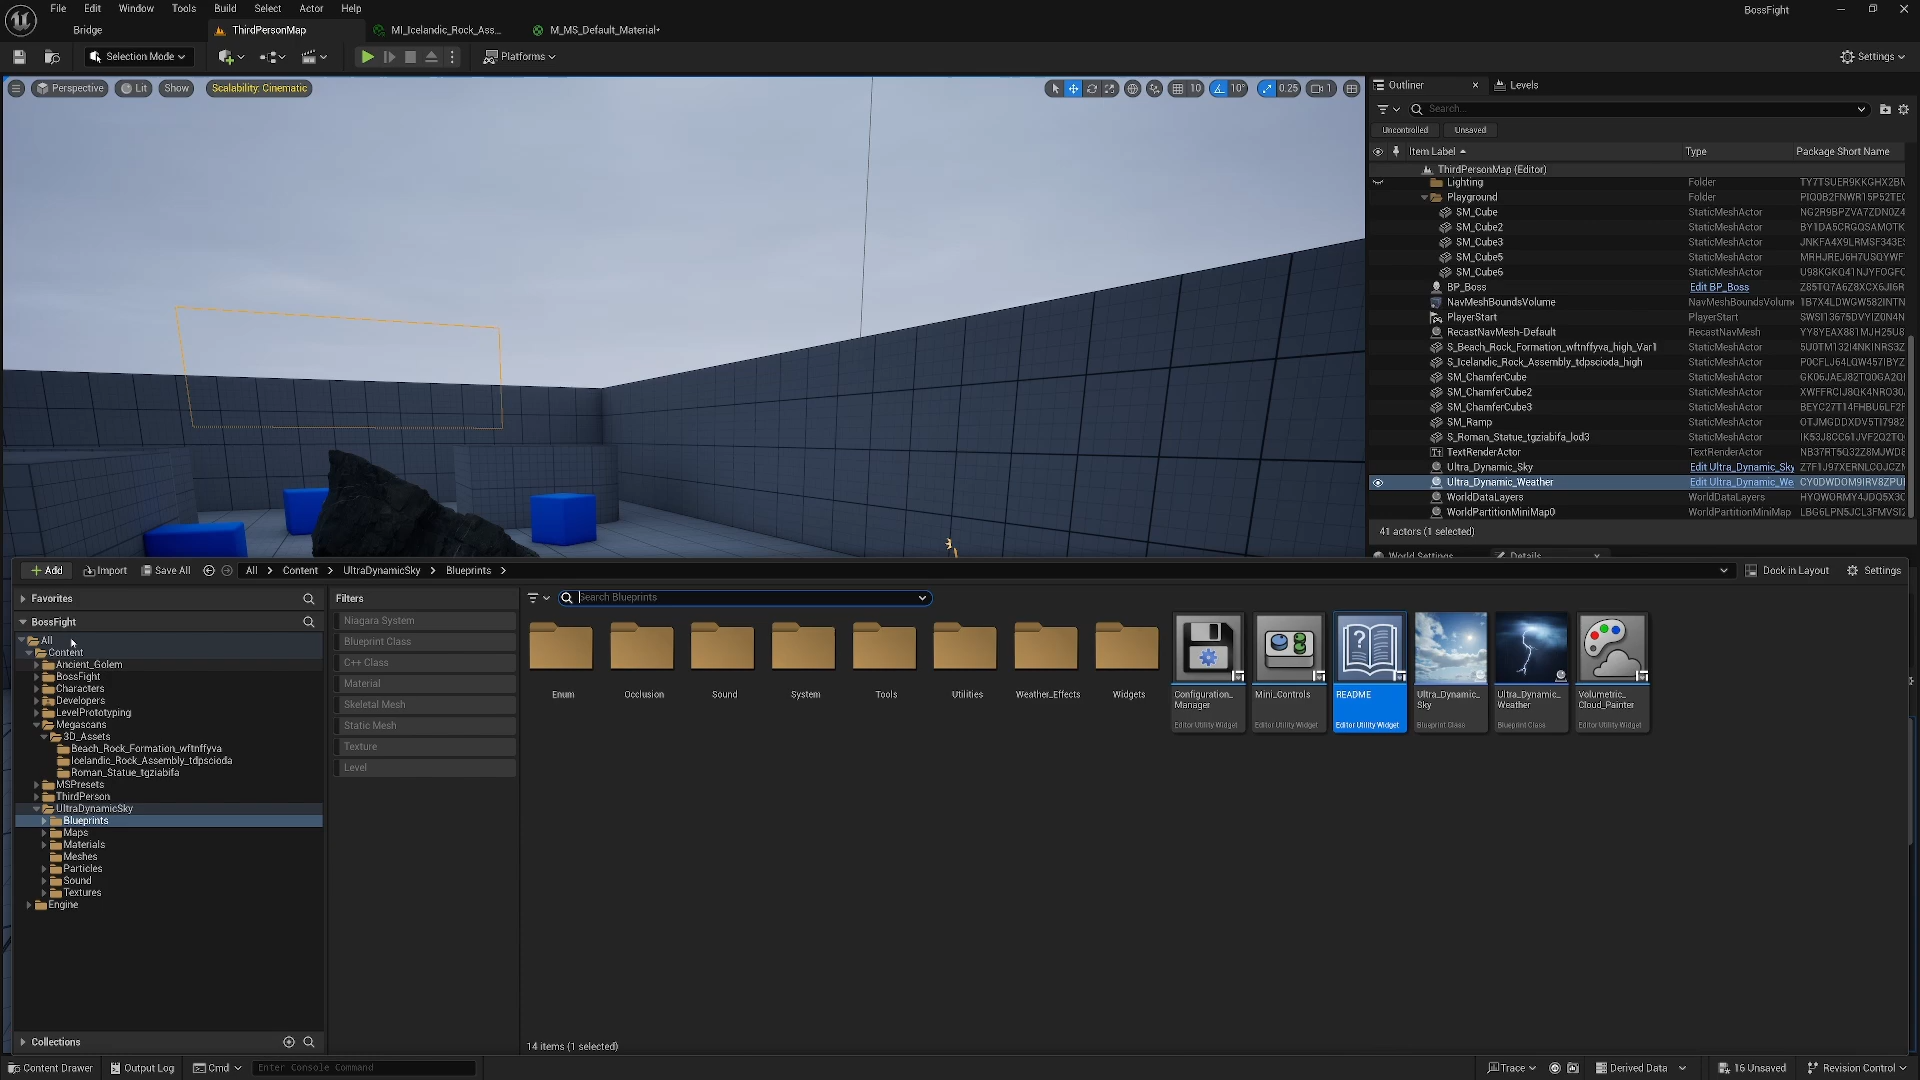 File Edit Window Tools Build Select Actor Help
BossFight
Bridge
ThirdPersonMap
MI_Icelandic_Rock_Ass...
M_MS_Default_Material*
Selection Mode
Platforms
Settings
Perspective
Lit
Show
Scalability: Cinematic
10
10°
0.25
1
Outliner
Levels
Search...
Uncontrolled
Unsaved
Item Label
Type
Package Short Name
ThirdPersonMap (Editor)
Lighting Folder
Playground Folder
SM_Cube StaticMeshActor
SM_Cube2 StaticMeshActor
SM_Cube3 StaticMeshActor
SM_Cube5 StaticMeshActor
SM_Cube6 StaticMeshActor
BP_Boss Edit BP_Boss
NavMeshBoundsVolume NavMeshBoundsVolume
PlayerStart PlayerStart
RecastNavMesh-Default RecastNavMesh
S_Beach_Rock_Formation_wftnffyva_high_Var1 StaticMeshActor
S_Icelandic_Rock_Assembly_tdpscioda_high StaticMeshActor
SM_ChamferCube StaticMeshActor
SM_ChamferCube2 StaticMeshActor
SM_ChamferCube3 StaticMeshActor
SM_Ramp StaticMeshActor
S_Roman_Statue_tgziabifa_lod3 StaticMeshActor
TextRenderActor TextRenderActor
Ultra_Dynamic_Sky Edit Ultra_Dynamic_Sky
Ultra_Dynamic_Weather Edit Ultra_Dynamic_We
WorldDataLayers WorldDataLayers
WorldPartitionMiniMap0 WorldPartitionMiniMap
41 actors (1 selected)
World Settings
Details
Add
Import
Save All
All
Content
UltraDynamicSky
Blueprints
Dock in Layout
Settings
Favorites
BossFight
All
Content
Ancient_Golem
BossFight
Characters
Developers
LevelPrototyping
Megascans
3D_Assets
Beach_Rock_Formation_wftnffyva
Icelandic_Rock_Assembly_tdpscioda
Roman_Statue_tgziabifa
MSPresets
ThirdPerson
UltraDynamicSky
Blueprints
Maps
Materials
Meshes
Particles
Sound
Textures
Engine
Collections
Filters
Niagara System
Blueprint Class
C++ Class
Material
Skeletal Mesh
Static Mesh
Texture
Level
Search Blueprints
Enum
Occlusion
Sound
System
Tools
Utilities
Weather_Effects
Widgets
Configuration_
Manager
Editor Utility Widget
Mini_Controls
Editor Utility Widget
README
Editor Utility Widget
Ultra_Dynamic_
Sky
Blueprint Class
Ultra_Dynamic_
Weather
Blueprint Class
Volumetric_
Cloud_Painter
Editor Utility Widget
14 items (1 selected)
Content Drawer
Output Log
Cmd
Enter Console Command
Trace
Derived Data
16 Unsaved
Revision Control